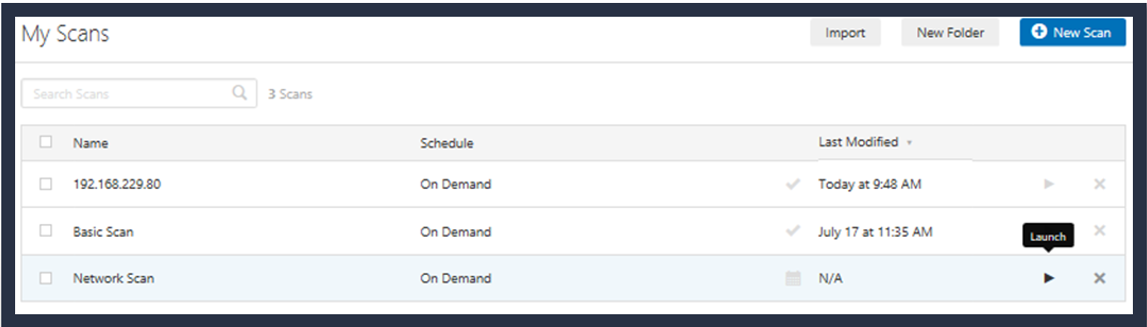 My Scans
Import
New Folder
New Scan
Search Scans
3 Scans
Name Schedule Last Modified
192.168.229.80 On Demand Today at 9:48 AM
Basic Scan On Demand July 17 at 11:35 AM
Launch
Network Scan On Demand N/A